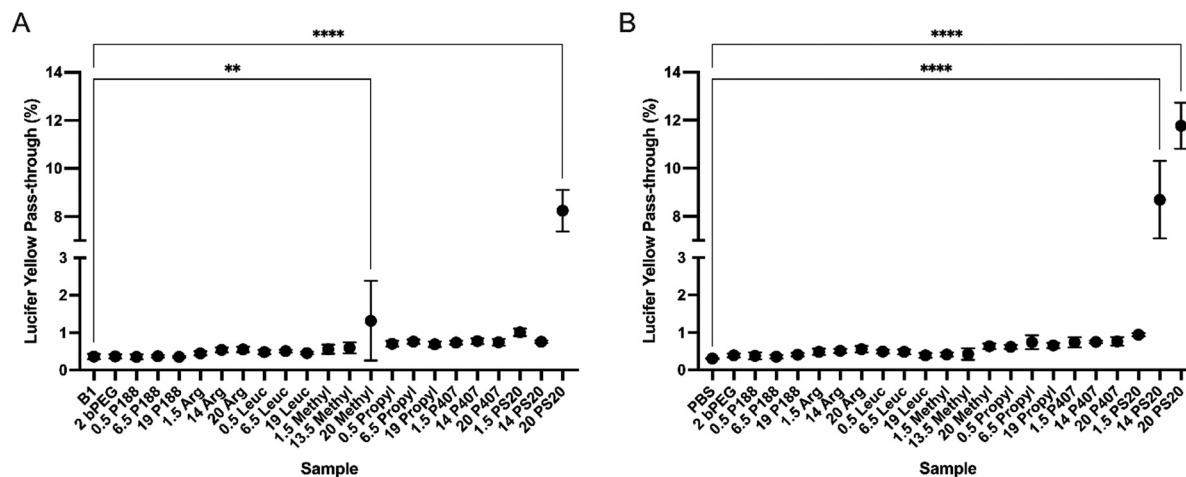 A
****
**
Lucifer Yellow Pass-through (%)
14
12
10
8
6
3
2
1
0
B1
2 bPEG
0.5 P188
6.5 P188
19 P188
1.5 Arg
14 Arg
20 Arg
0.5 Leuc
6.5 Leuc
19 Leuc
1.5 Methyl
13.5 Methyl
20 Methyl
0.5 Propyl
6.5 Propyl
19 Propyl
1.5 P407
14 P407
20 P407
1.5 PS20
14 PS20
20 PS20
Sample
B
****
****
Lucifer Yellow Pass-through (%)
14
12
10
8
6
3
2
1
0
PBS
2 bPEG
0.5 P188
6.5 P188
19 P188
1.5 Arg
14 Arg
20 Arg
0.5 Leuc
6.5 Leuc
19 Leuc
1.5 Methyl
13.5 Methyl
20 Methyl
0.5 Propyl
6.5 Propyl
19 Propyl
1.5 P407
14 P407
20 P407
1.5 PS20
14 PS20
20 PS20
Sample